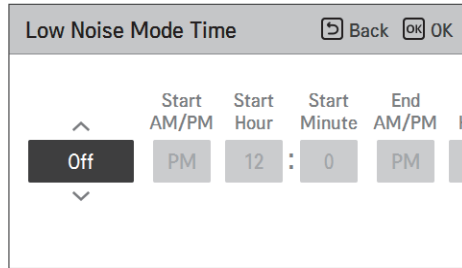 Low Noise Mode Time Back OK OK
Start Start Start End
AM/PM Hour Minute AM/PM
Off PM 12 : 0 PM